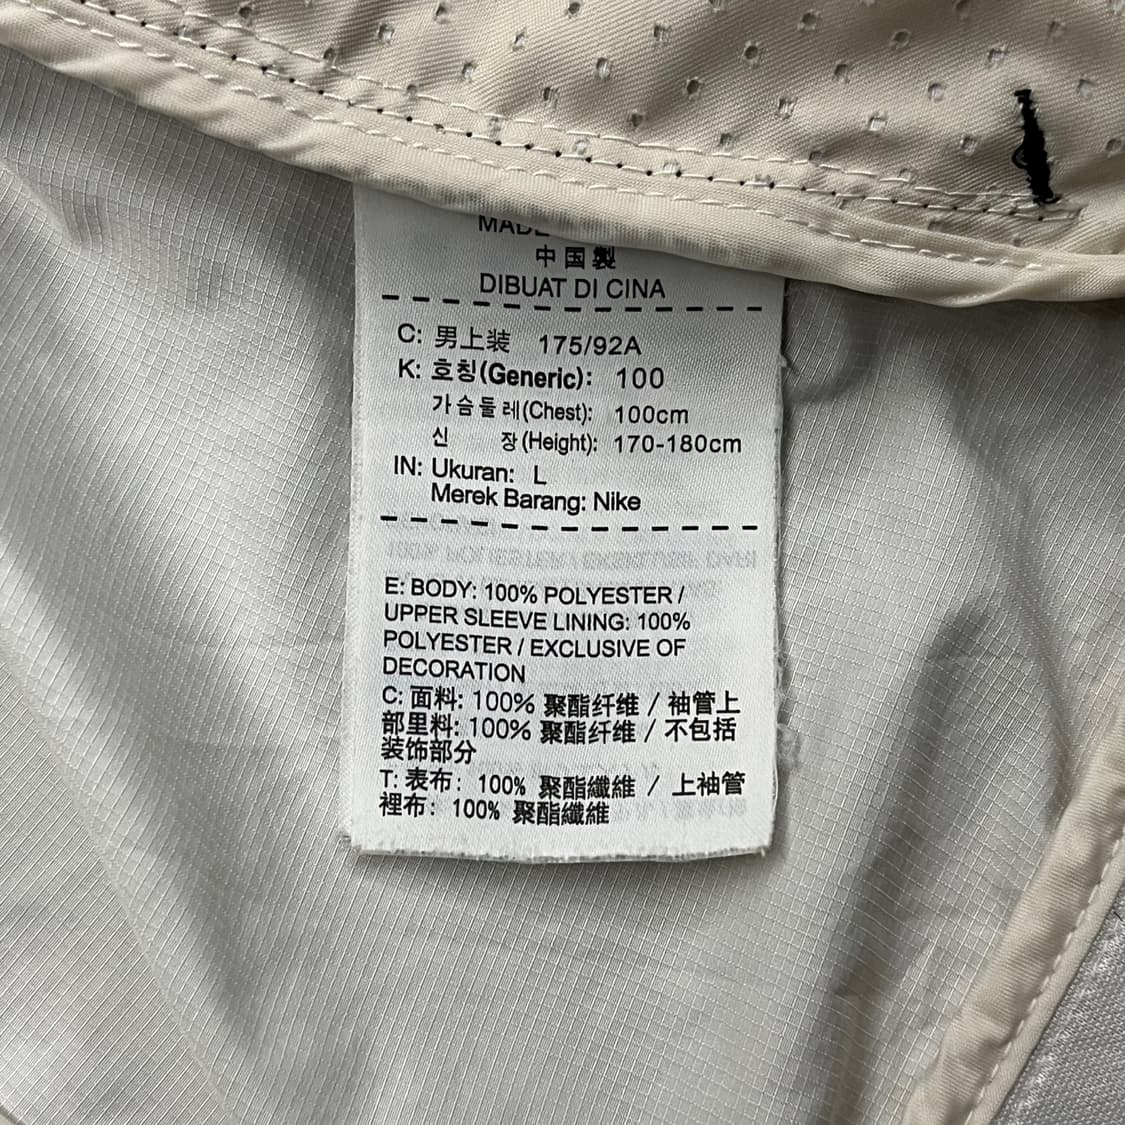 中国製
DIBUAT DI CINA
C: 男上装 175/92A
K: 호칭(Generic): 100
가슴둘레(Chest): 100cm
신 장(Height): 170-180cm
IN: Ukuran: L
Merek Barang: Nike
E: BODY: 100% POLYESTER /
UPPER SLEEVE LINING: 100%
POLYESTER / EXCLUSIVE OF
DECORATION
C: 面料: 100% 聚酯纤维 / 袖管上
部里料: 100% 聚酯纤维 / 不包括
装饰部分
T: 表布: 100% 聚酯纖維 / 上袖管
裡布: 100% 聚酯纖維